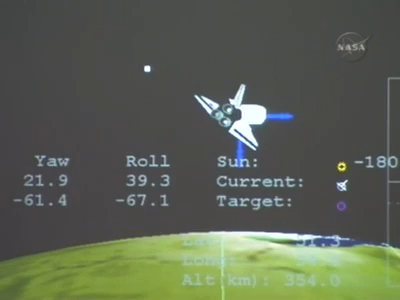 NASA
Yaw Roll Sun: -180
21.9 39.3 Current:
-61.4 -67.1 Target:
Alt(km): 354.0